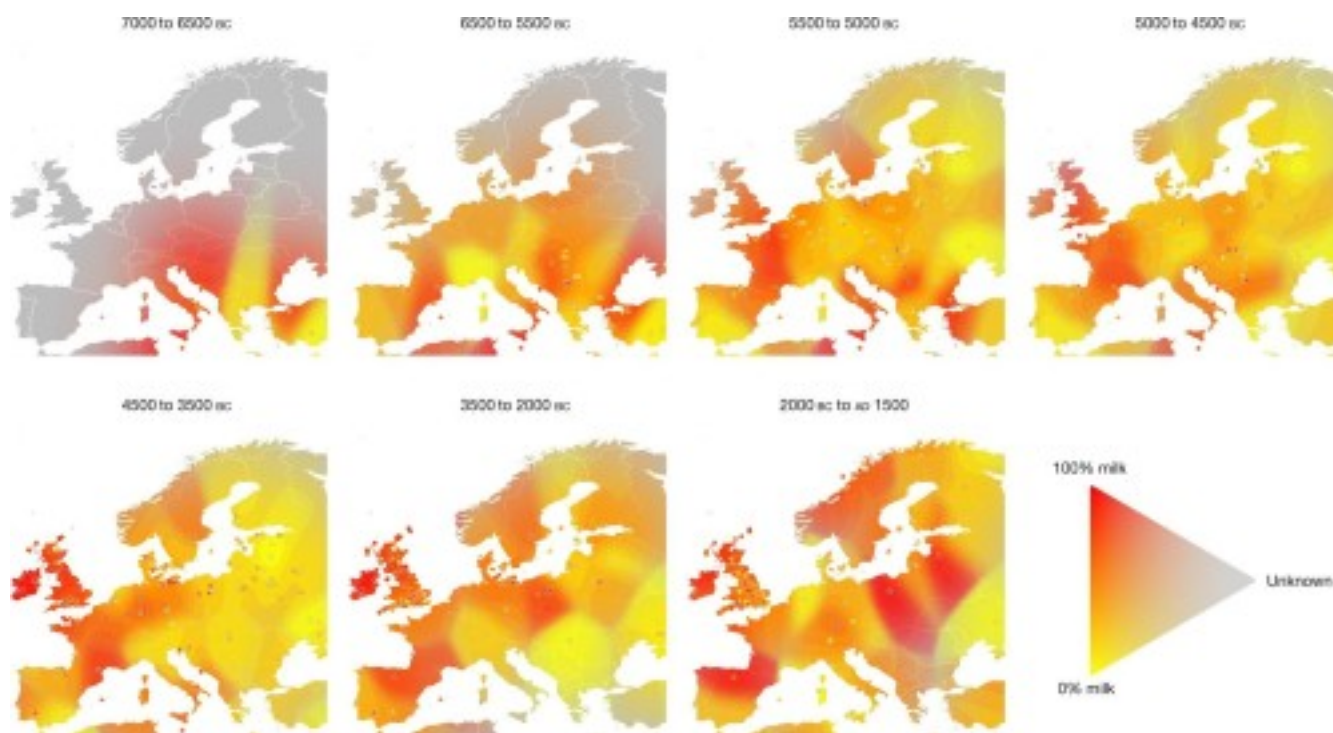 7000 to 6500 BC
6500 to 5500 BC
5500 to 5000 BC
5000 to 4500 BC
4500 to 3500 BC
3500 to 2000 BC
2000 BC to AD 1500
100% milk
Unknown
0% milk